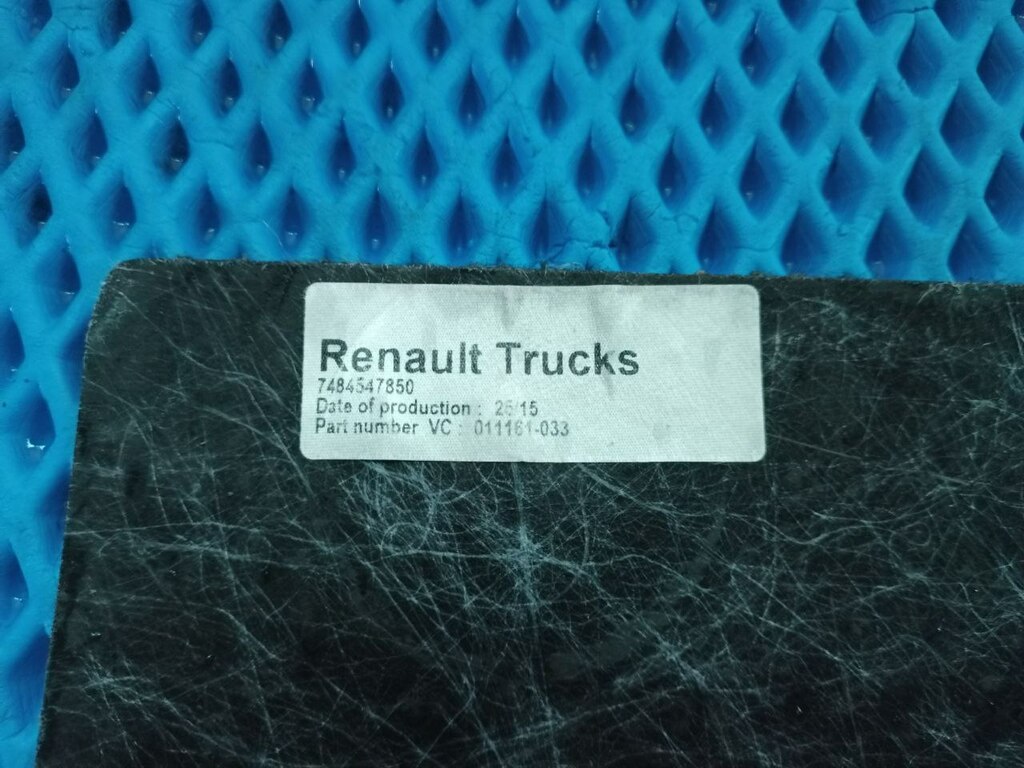 Renault Trucks
7484547850
Date of production : 25/15
Part number VC : 011161-033